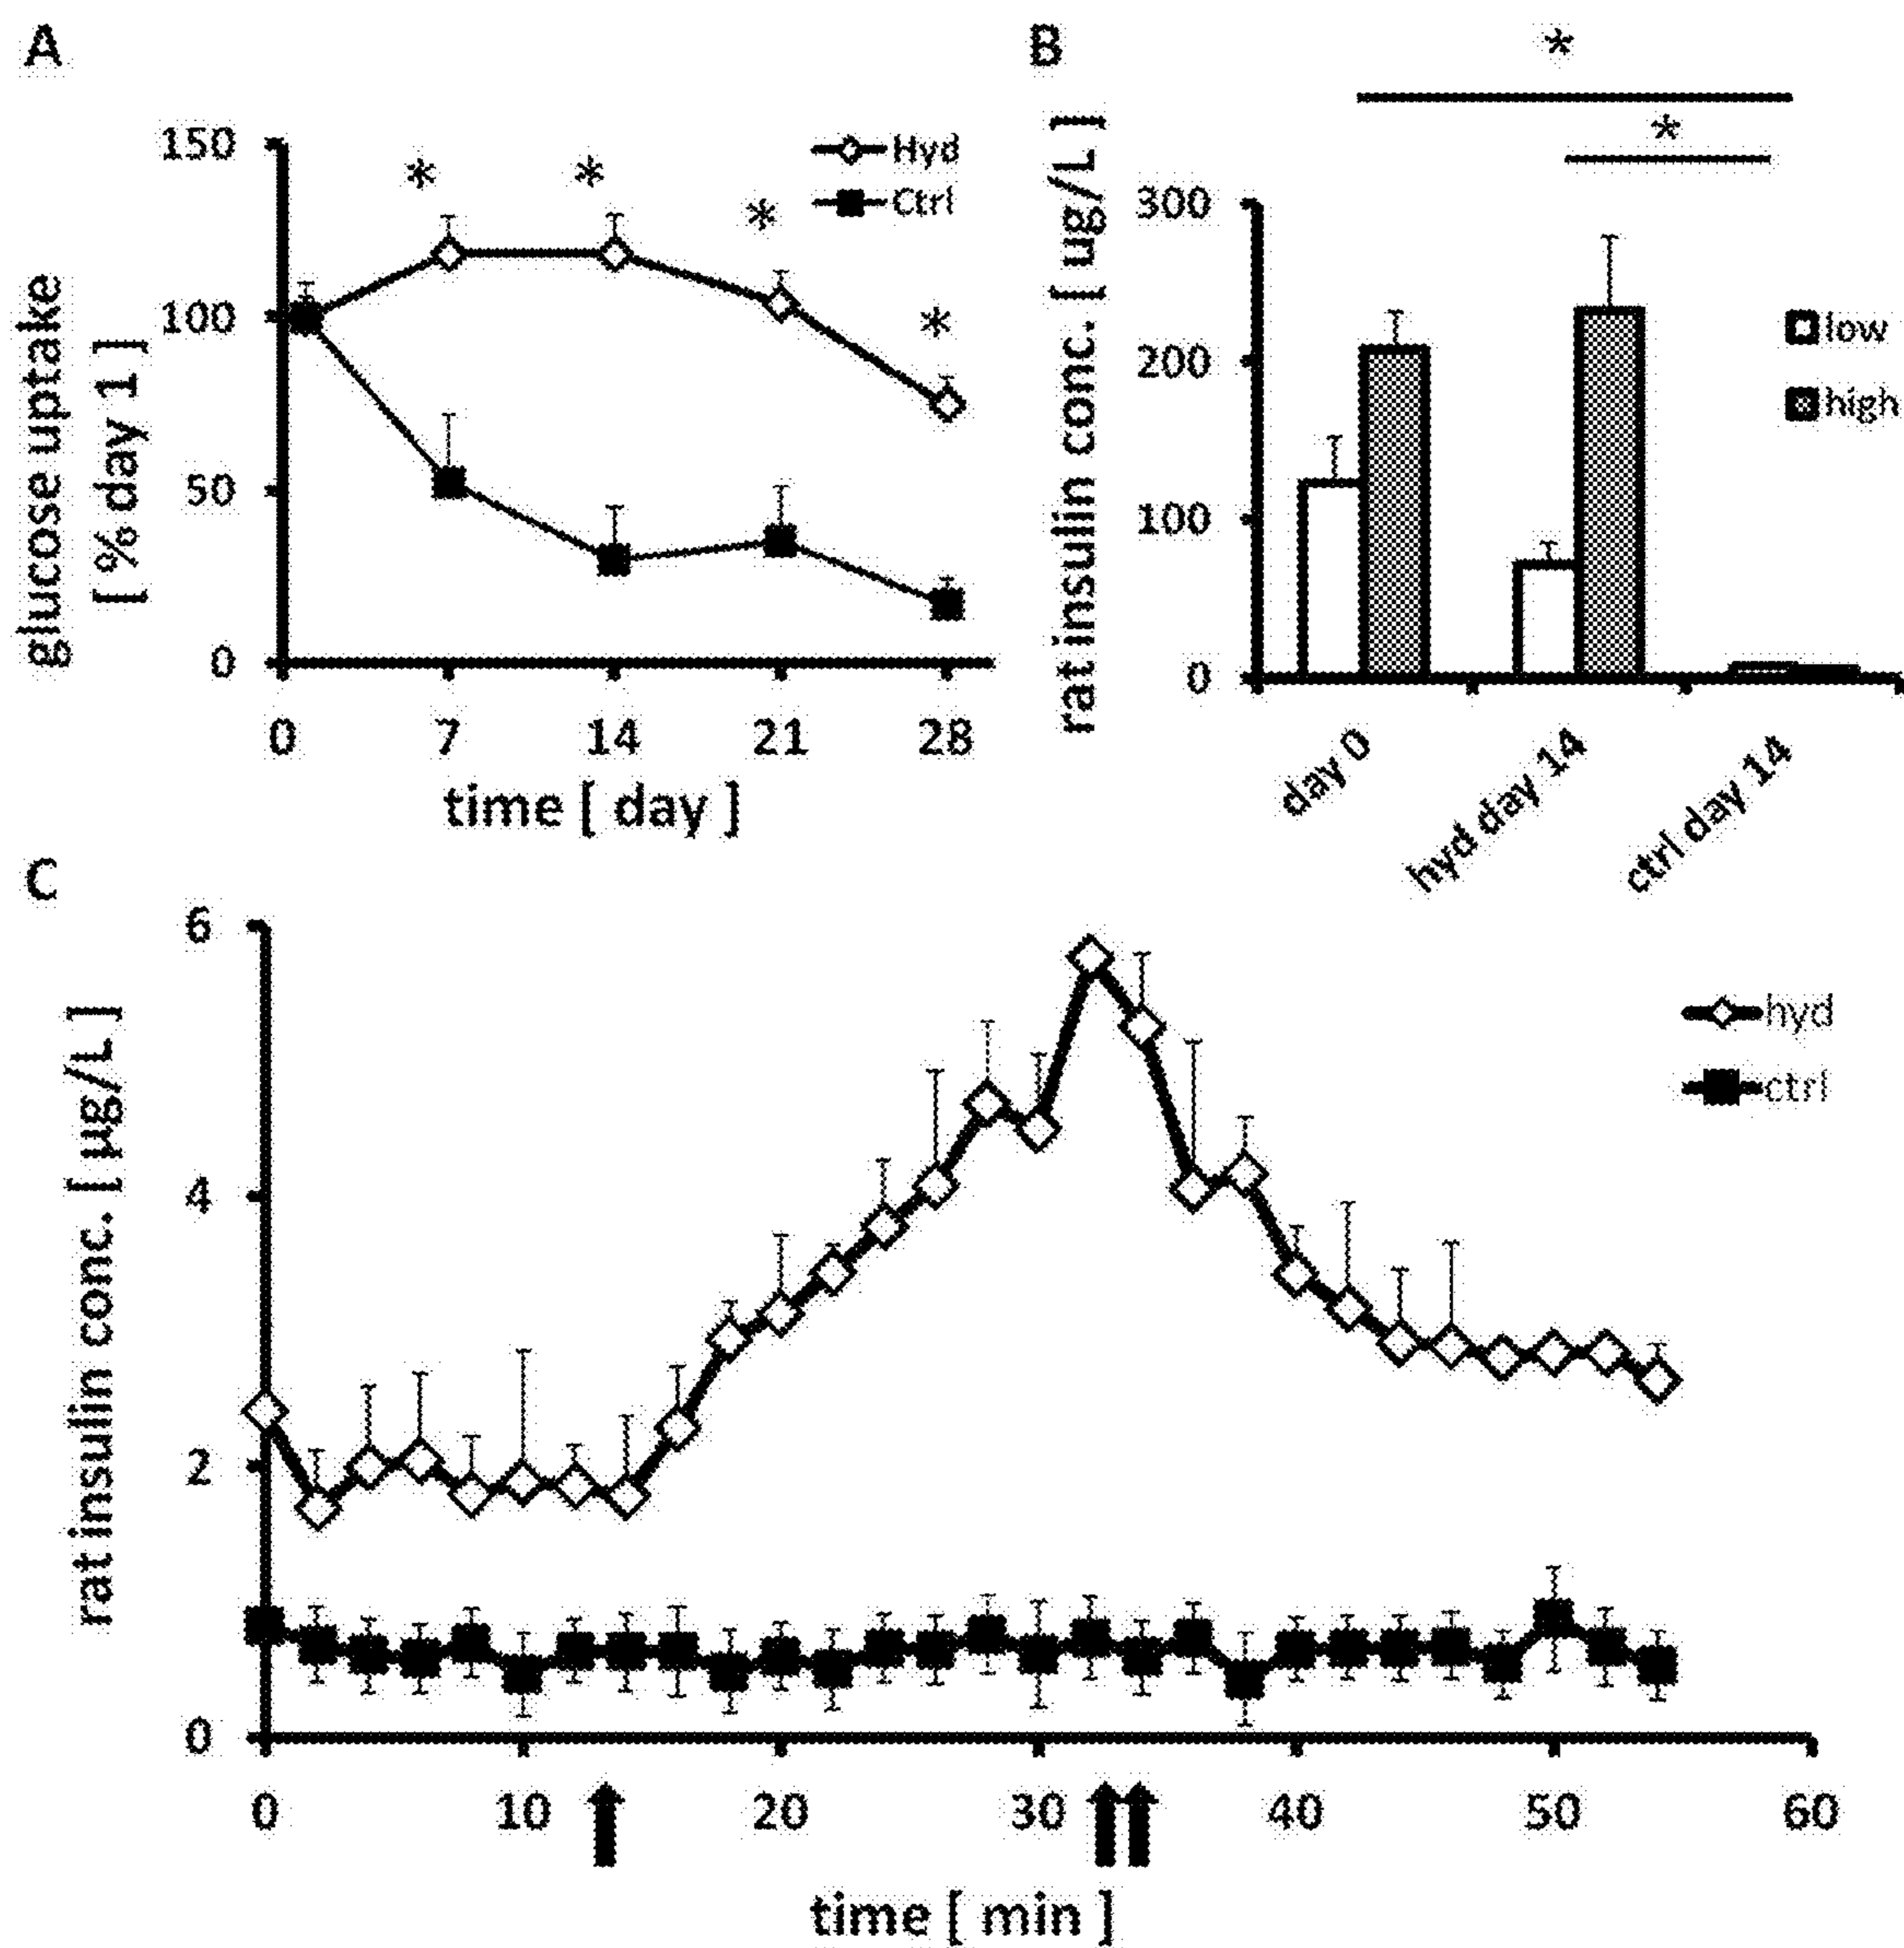 A
glucose uptake
[ % day 1 ]
150
100
50
0
0 7 14 21 28
time [ day ]
* * * *
Hyd
Ctrl
B
*
*
rat insulin conc. [ µg/L ]
300
200
100
0
low
high
day 0
hyd day 14
ctrl day 14
C
rat insulin conc. [ µg/L ]
6
4
2
0
hyd
ctrl
0 10 20 30 40 50 60
time [ min ]